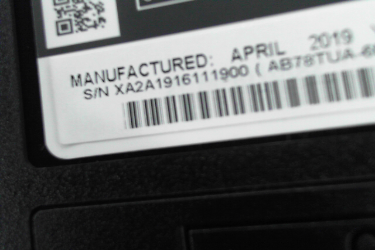 MANUFACTURED: APRIL 2019
S/N XA2A1916111900 ( AB78TUA-